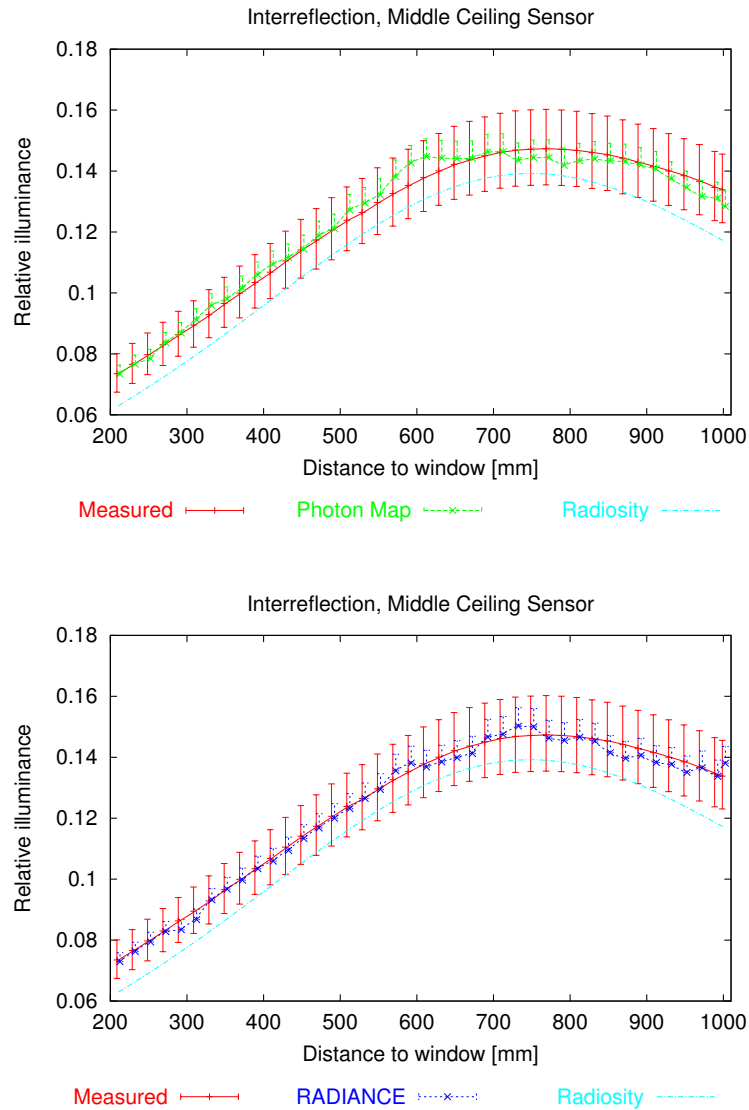 Interreflection, Middle Ceiling Sensor
0.18
0.16
0.14
0.12
0.1
0.08
0.06
Relative illuminance
200 300 400 500 600 700 800 900 1000
Distance to window [mm]
Measured Photon Map Radiosity
Interreflection, Middle Ceiling Sensor
0.18
0.16
0.14
0.12
0.1
0.08
0.06
Relative illuminance
200 300 400 500 600 700 800 900 1000
Distance to window [mm]
Measured RADIANCE Radiosity